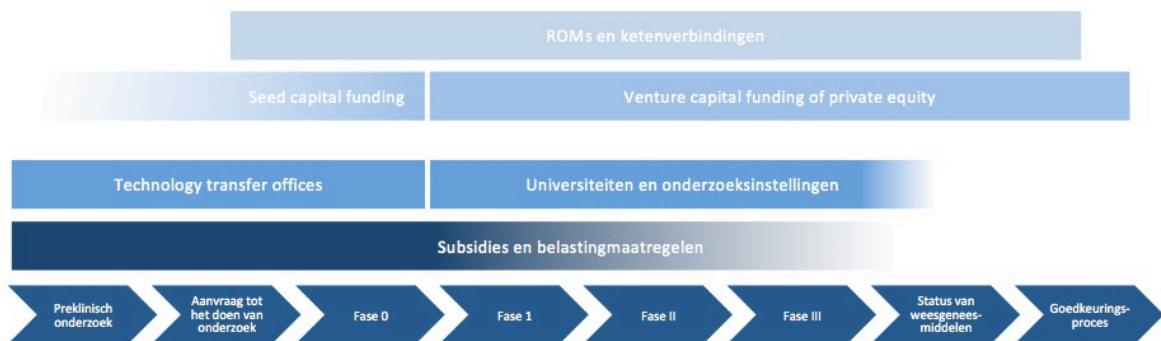 ROMs en ketenverbindingen
Seed capital funding
Venture capital funding of private equity
Technology transfer offices
Universiteiten en onderzoeksinstellingen
Subsidies en belastingmaatregelen
Preklinisch
onderzoek
Aanvraag tot
het doen van
onderzoek
Fase 0
Fase 1
Fase II
Fase III
Status van
weesgenees-
middelen
Goedkeurings-
proces